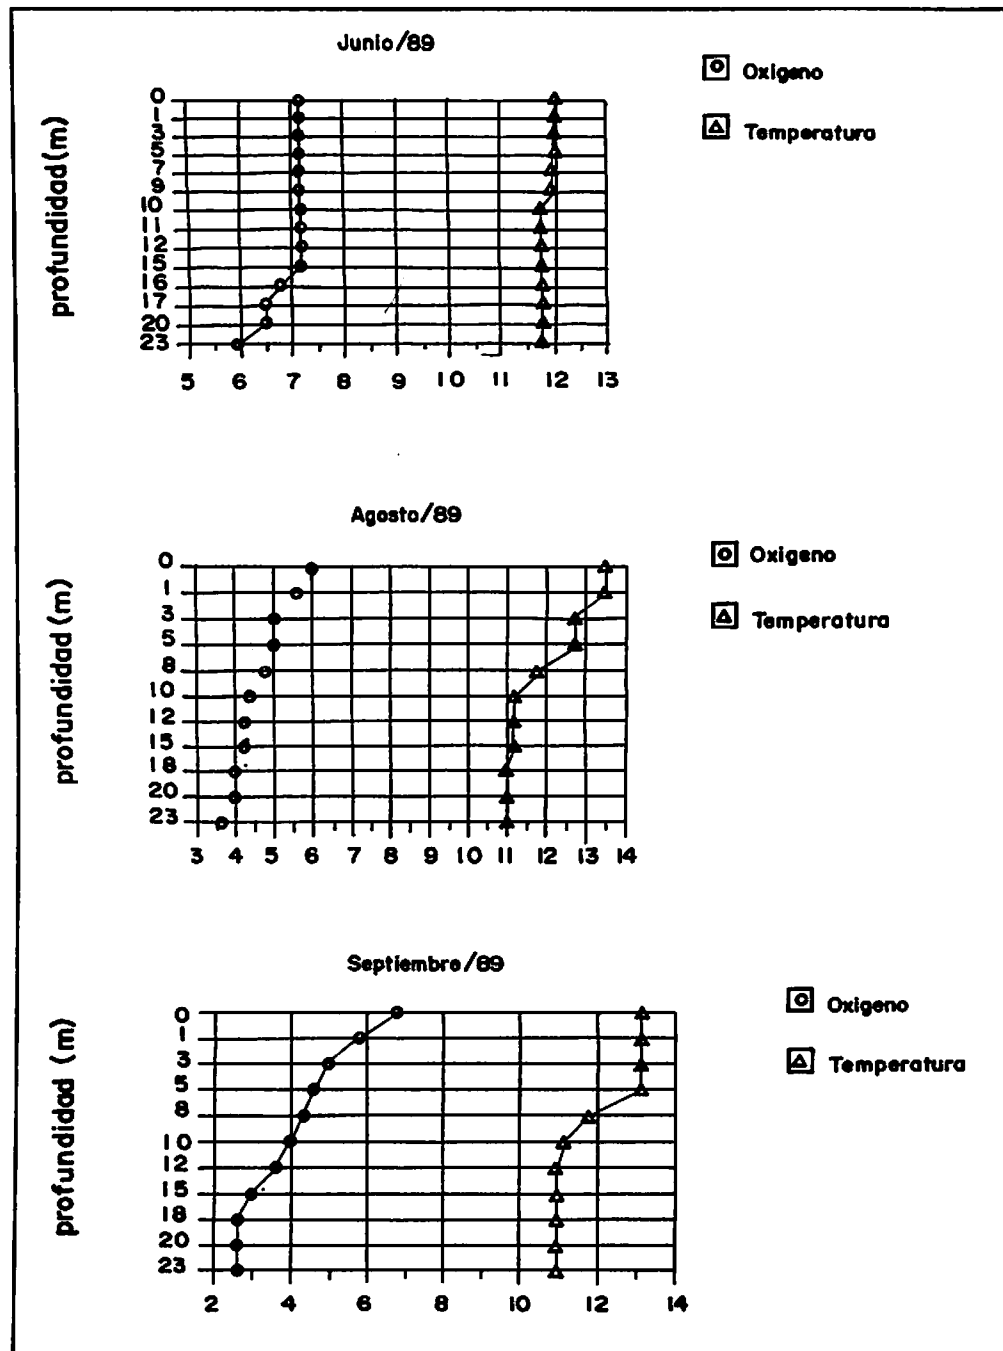 Junio/89
Oxigeno
Temperatura
profundidad (m)
0
1
3
5
7
9
10
11
12
15
16
17
20
23
5 6 7 8 9 10 11 12 13
Agosto/89
Oxigeno
Temperatura
profundidad (m)
0
1
3
5
8
10
12
15
18
20
23
3 4 5 6 7 8 9 10 11 12 13 14
Septiembre/89
Oxigeno
Temperatura
profundidad (m)
0
1
3
5
8
10
12
15
18
20
23
2 4 6 8 10 12 14